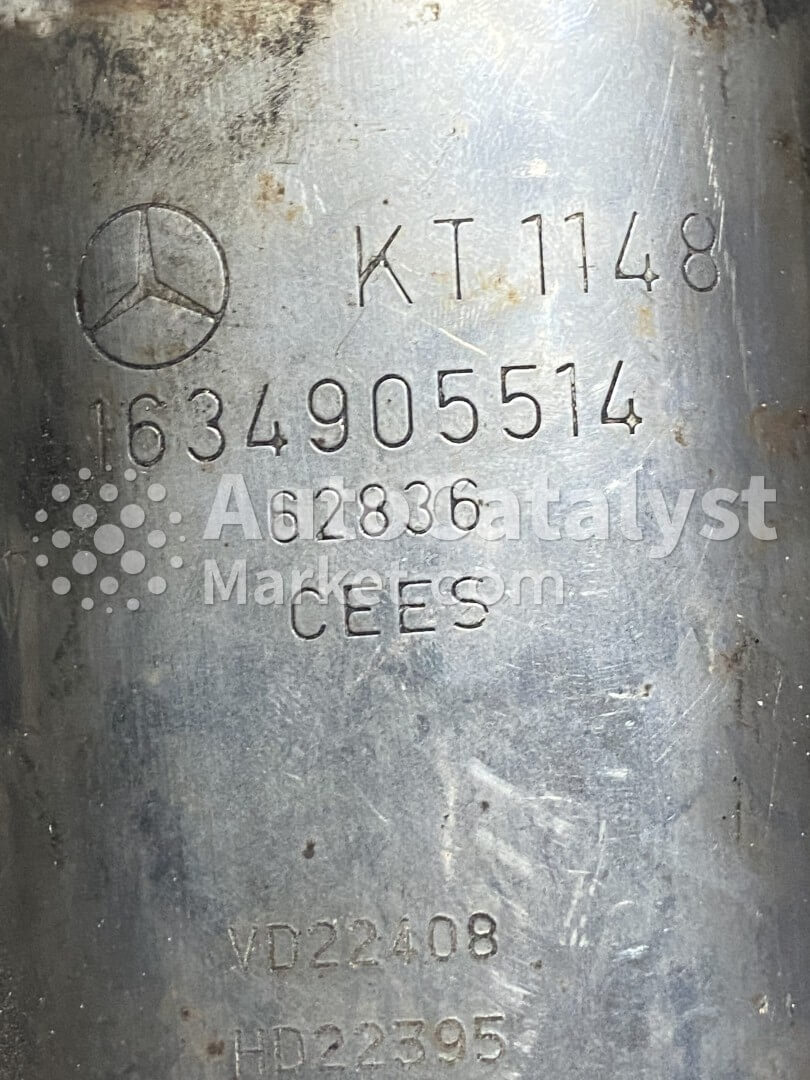 KT 1148
1634905514
62836
AutoCatalyst
Market.com
CEES
VD22408
HD22395